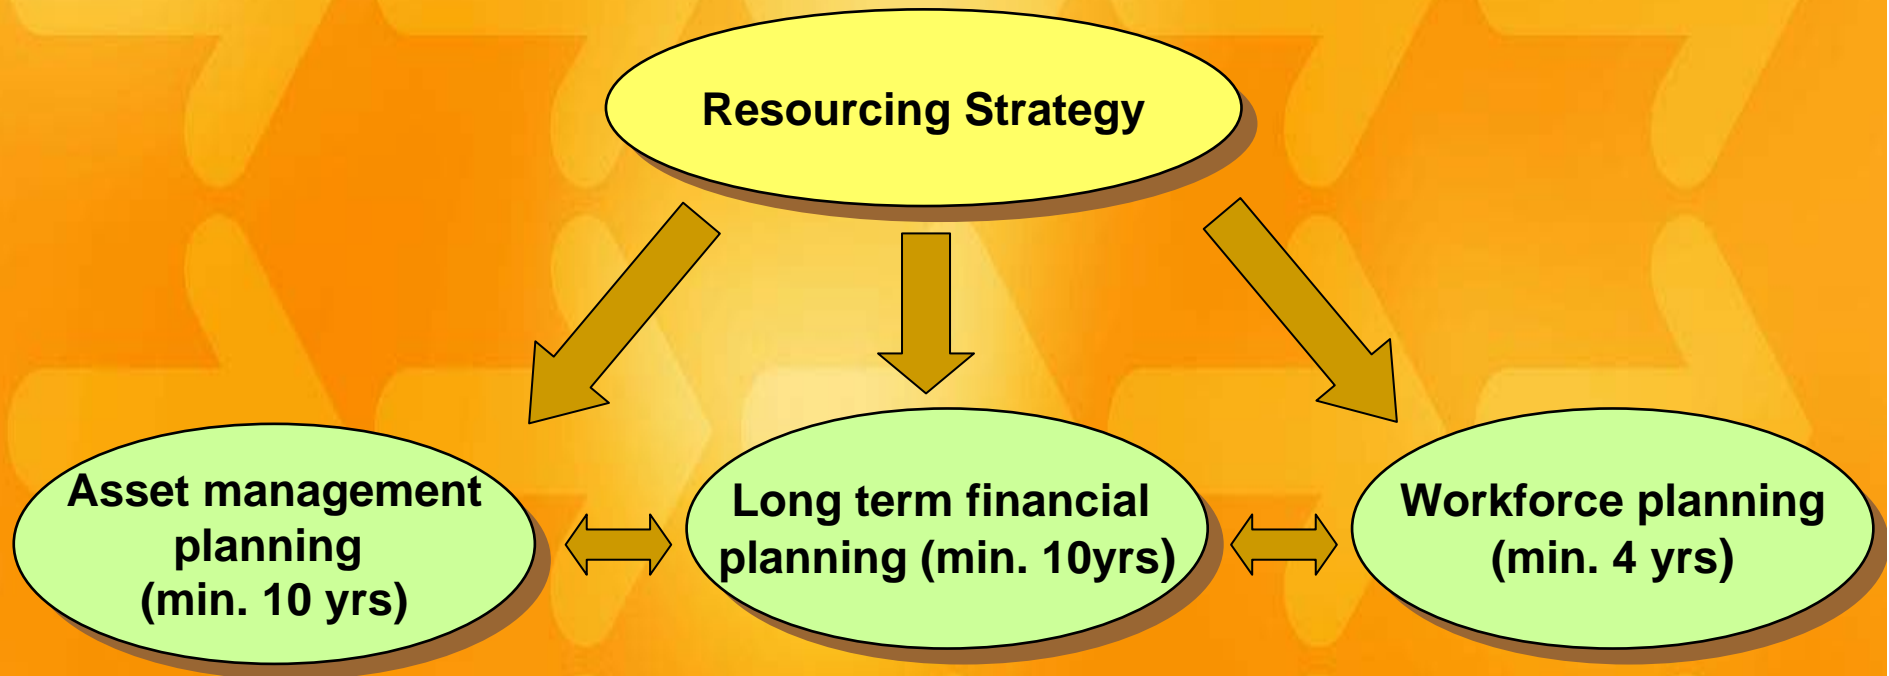 Resourcing Strategy
Asset management
planning
(min. 10 yrs)
Long term financial
planning (min. 10yrs)
Workforce planning
(min. 4 yrs)